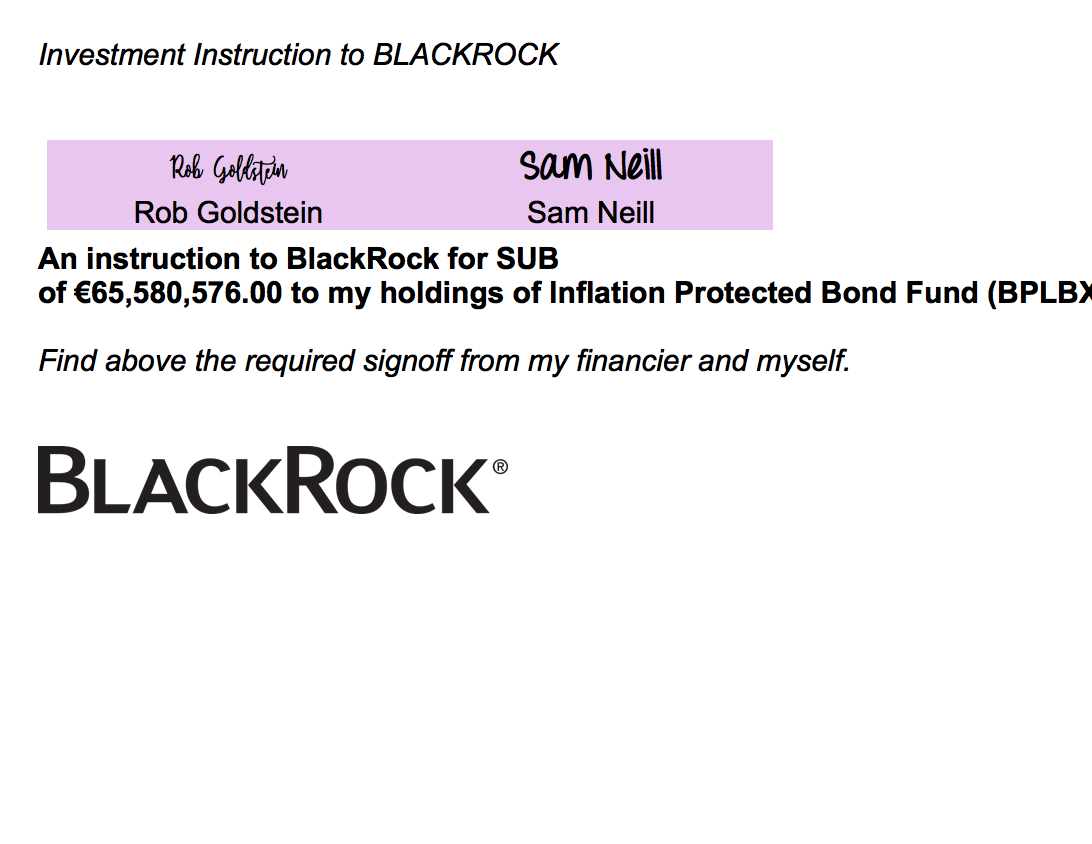 Investment Instruction to BLACKROCK
Rob Goldstein Sam Neill
Rob Goldstein Sam Neill
An instruction to BlackRock for SUB
of €65,580,576.00 to my holdings of Inflation Protected Bond Fund (BPLBX
Find above the required signoff from my financier and myself.
BLACKROCK®